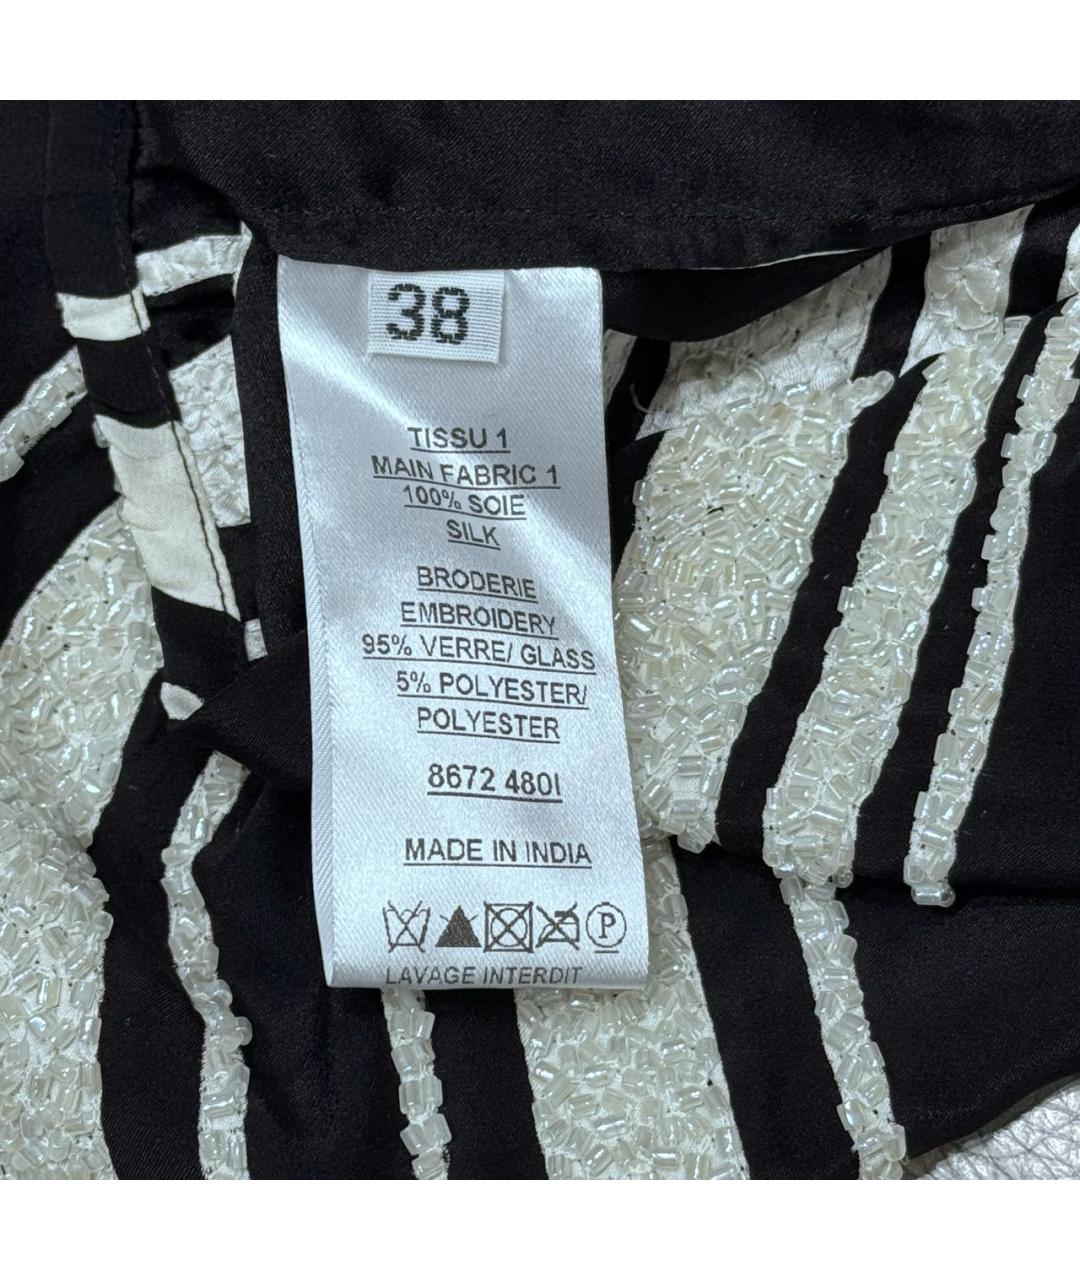 38
TISSU 1
MAIN FABRIC 1
100% SOIE
SILK
BRODERIE
EMBROIDERY
95% VERRE/ GLASS
5% POLYESTER/
POLYESTER
8672 480I
MADE IN INDIA
P
LAVAGE INTERDIT